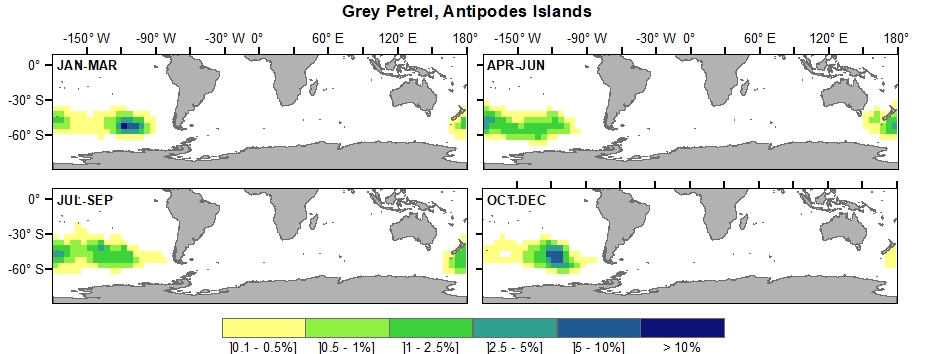 Grey Petrel, Antipodes Islands
-150° W -90° W -30° W 0° 60° E 120° E 180° -150° W -90° W -30° W 0° 60° E 120° E 180°
0° JAN-MAR APR-JUN
-30° S
-60° S
0° JUL-SEP OCT-DEC
-30° S
-60° S
]0.1 - 0.5%] ]0.5 - 1%] ]1 - 2.5%] ]2.5 - 5%] ]5 - 10%] > 10%